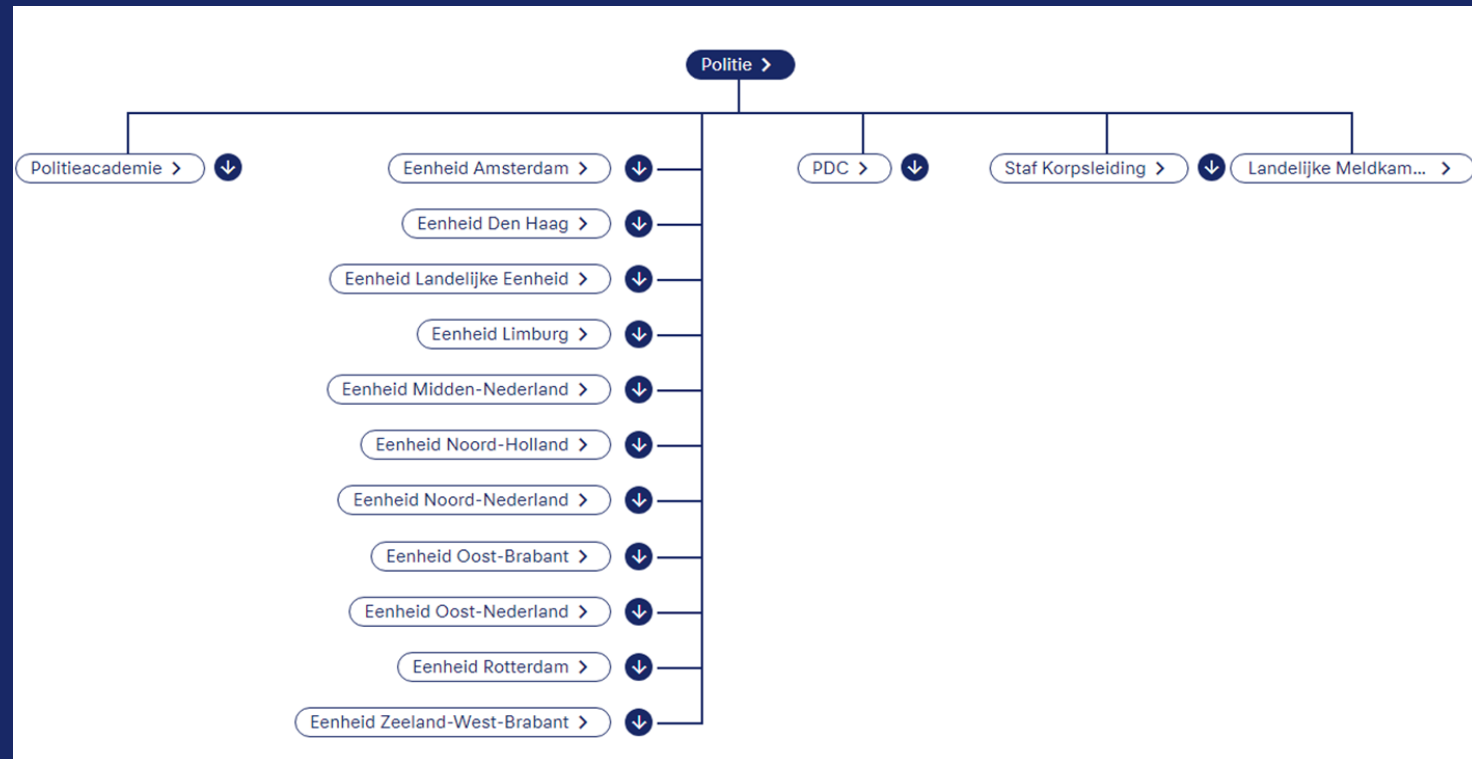 Politie
Politieacademie
Eenheid Amsterdam
PDC
Staf Korpsleiding
Landelijke Meldkam...
Eenheid Den Haag
Eenheid Landelijke Eenheid
Eenheid Limburg
Eenheid Midden-Nederland
Eenheid Noord-Holland
Eenheid Noord-Nederland
Eenheid Oost-Brabant
Eenheid Oost-Nederland
Eenheid Rotterdam
Eenheid Zeeland-West-Brabant